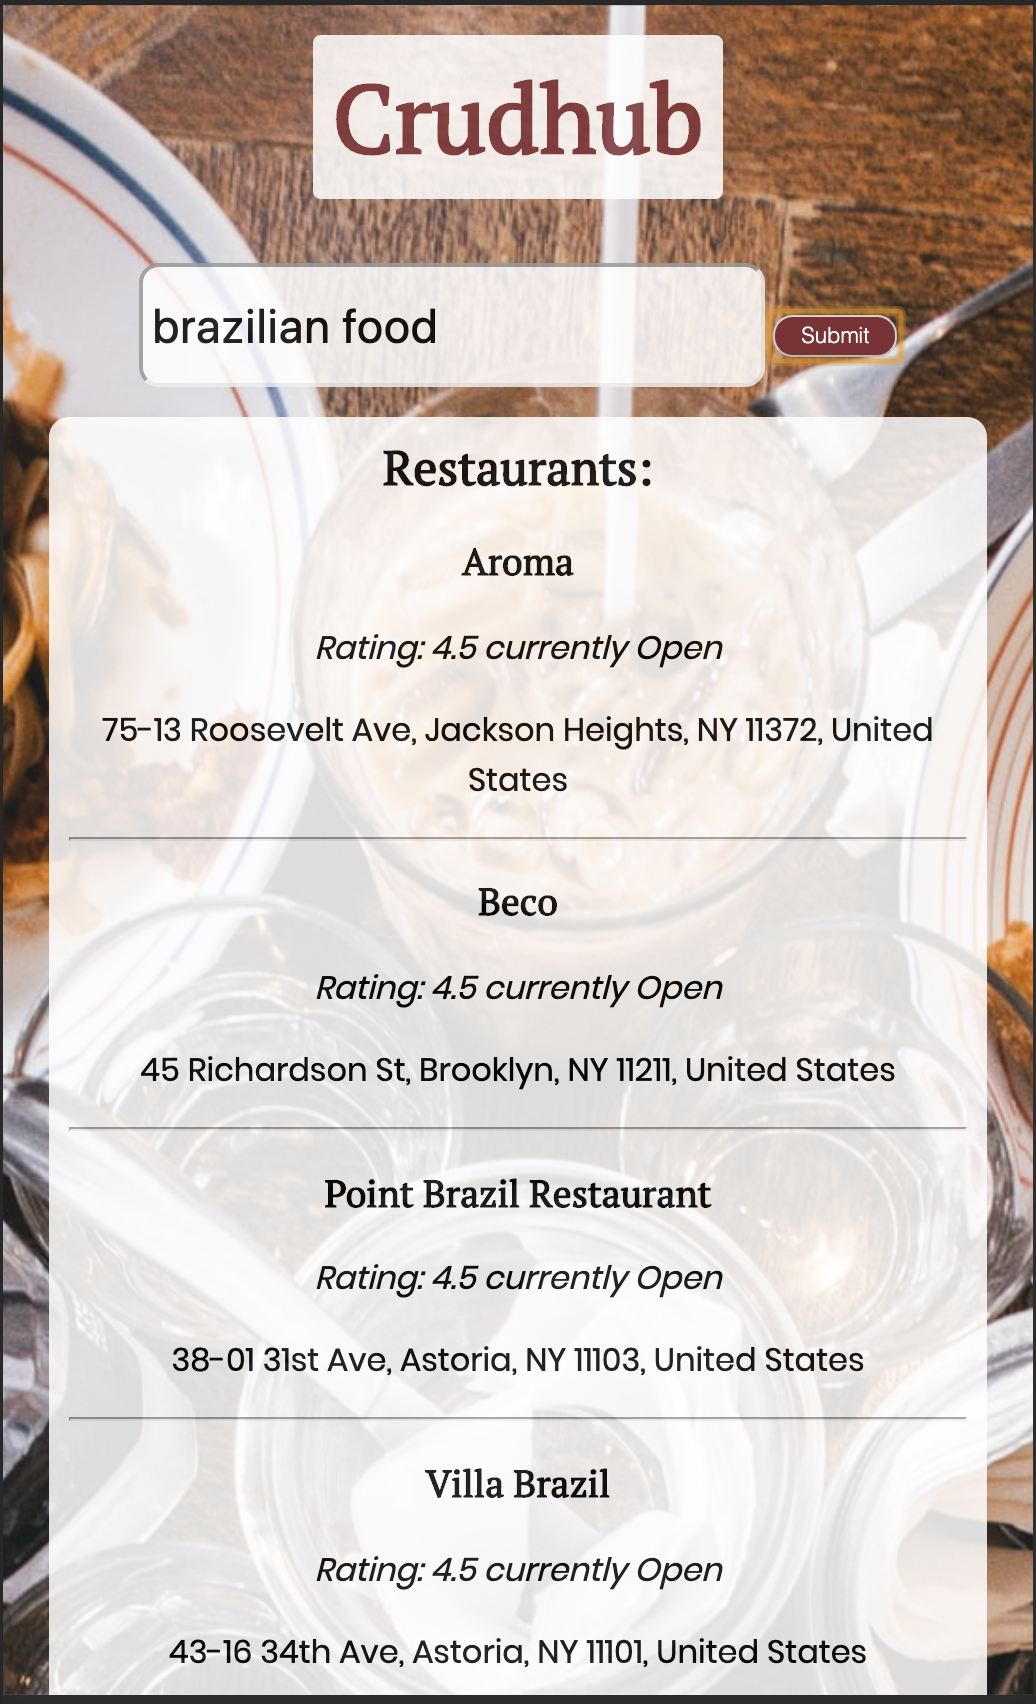 Crudhub
brazilian food
Submit
Restaurants:
Aroma
Rating: 4.5 currently Open
75-13 Roosevelt Ave, Jackson Heights, NY 11372, United
States
Beco
Rating: 4.5 currently Open
45 Richardson St, Brooklyn, NY 11211, United States
Point Brazil Restaurant
Rating: 4.5 currently Open
38-01 31st Ave, Astoria, NY 11103, United States
Villa Brazil
Rating: 4.5 currently Open
43-16 34th Ave, Astoria, NY 11101, United States